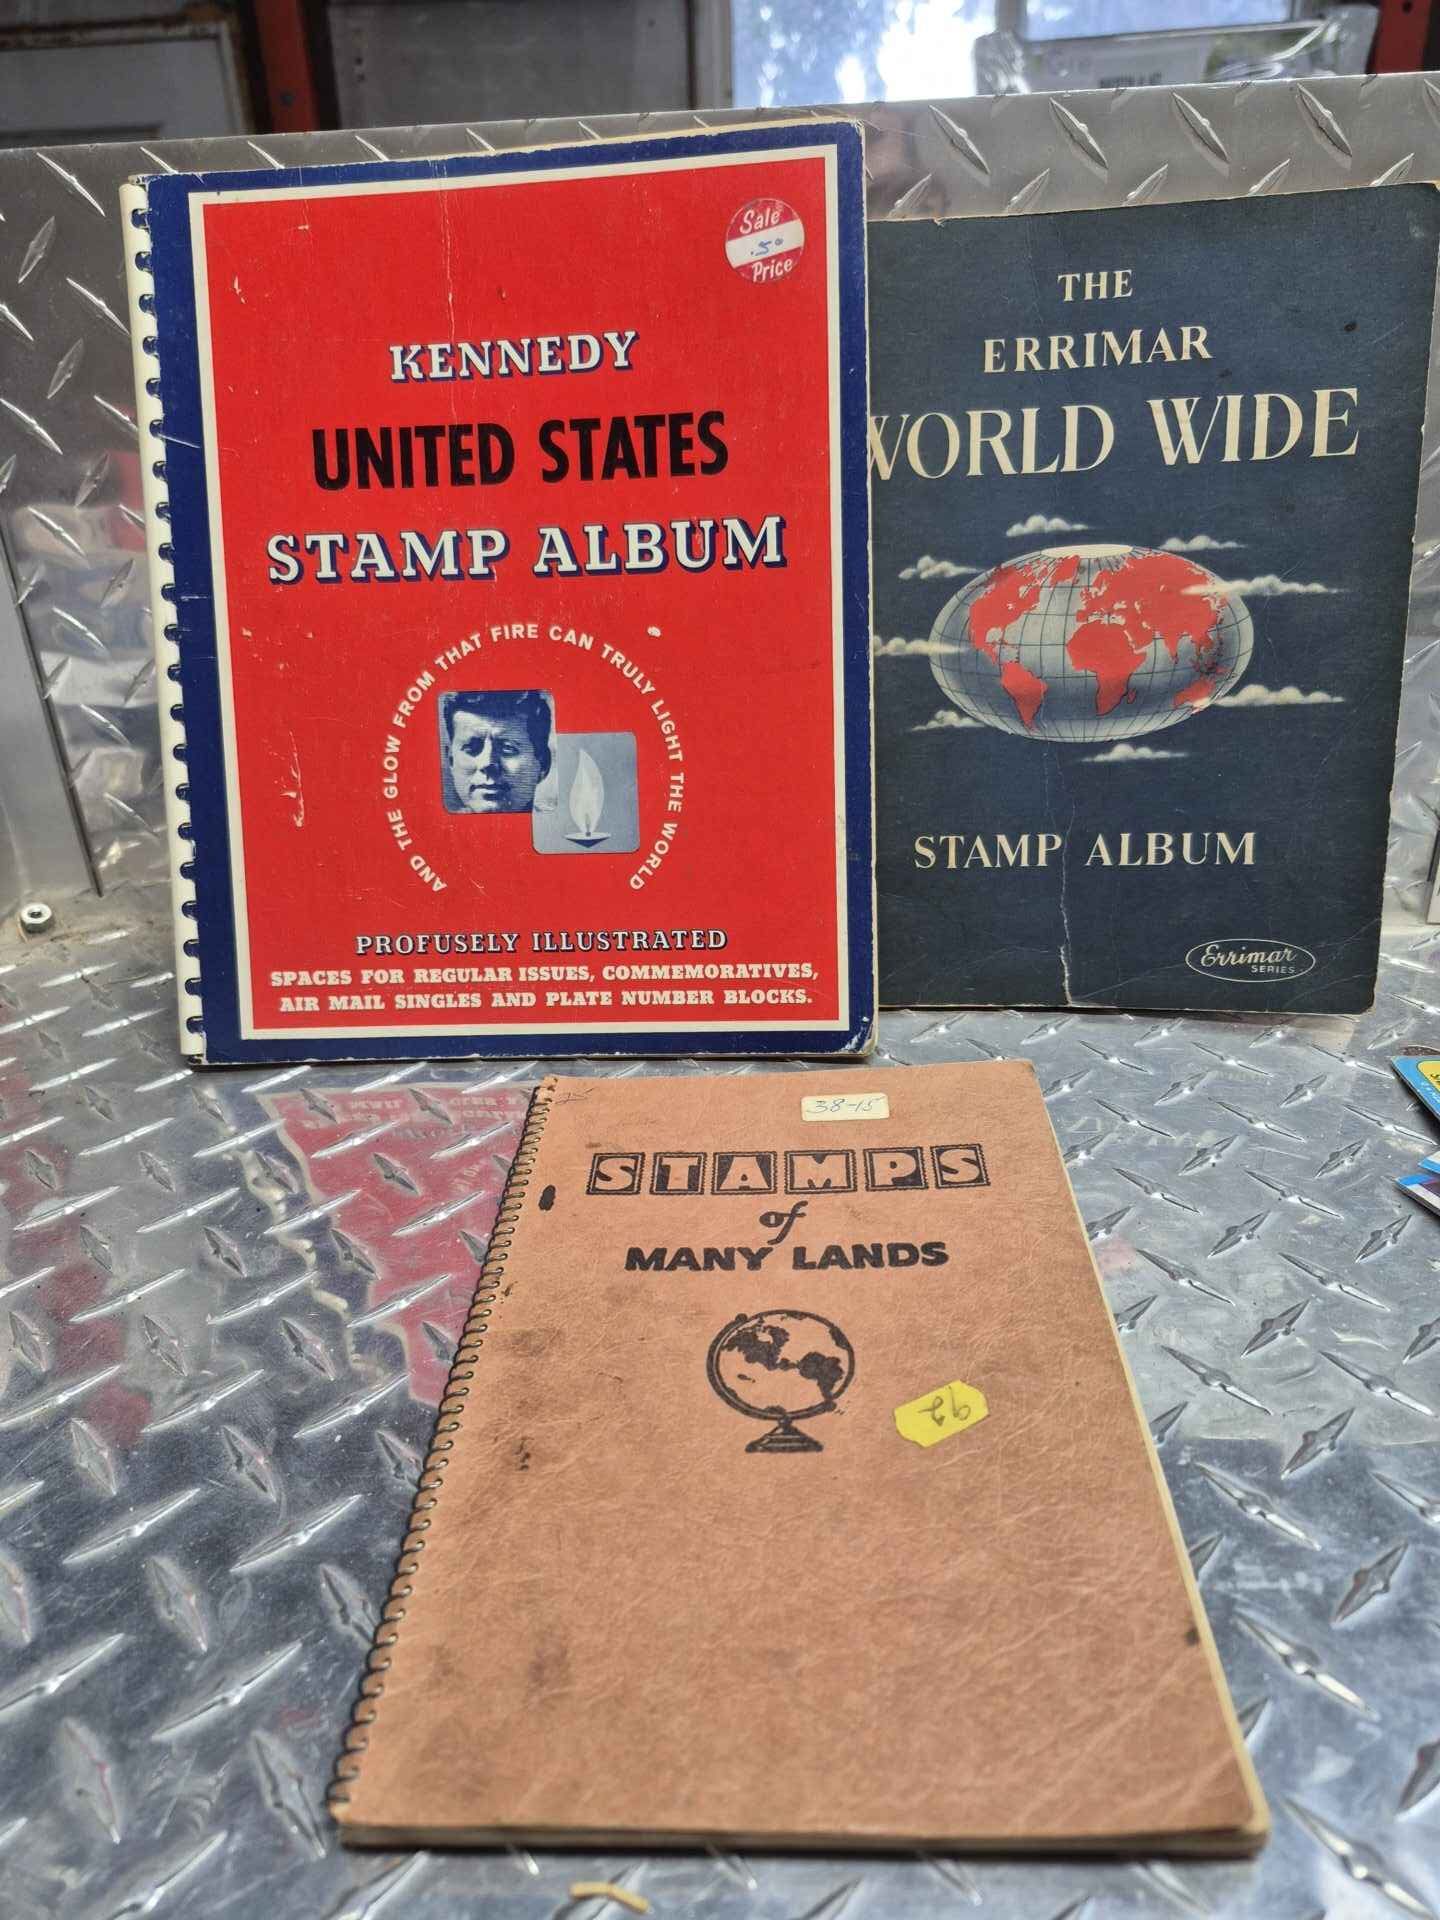 Sale
.50
Price
KENNEDY
UNITED STATES
STAMP ALBUM
AND THE GLOW FROM THAT FIRE CAN TRULY LIGHT THE WORLD
PROFUSELY ILLUSTRATED
SPACES FOR REGULAR ISSUES, COMMEMORATIVES,
AIR MAIL SINGLES AND PLATE NUMBER BLOCKS.
THE
ERRIMAR
WORLD WIDE
STAMP ALBUM
Errimar
SERIES
25
38-15
STAMPS
of
MANY LANDS